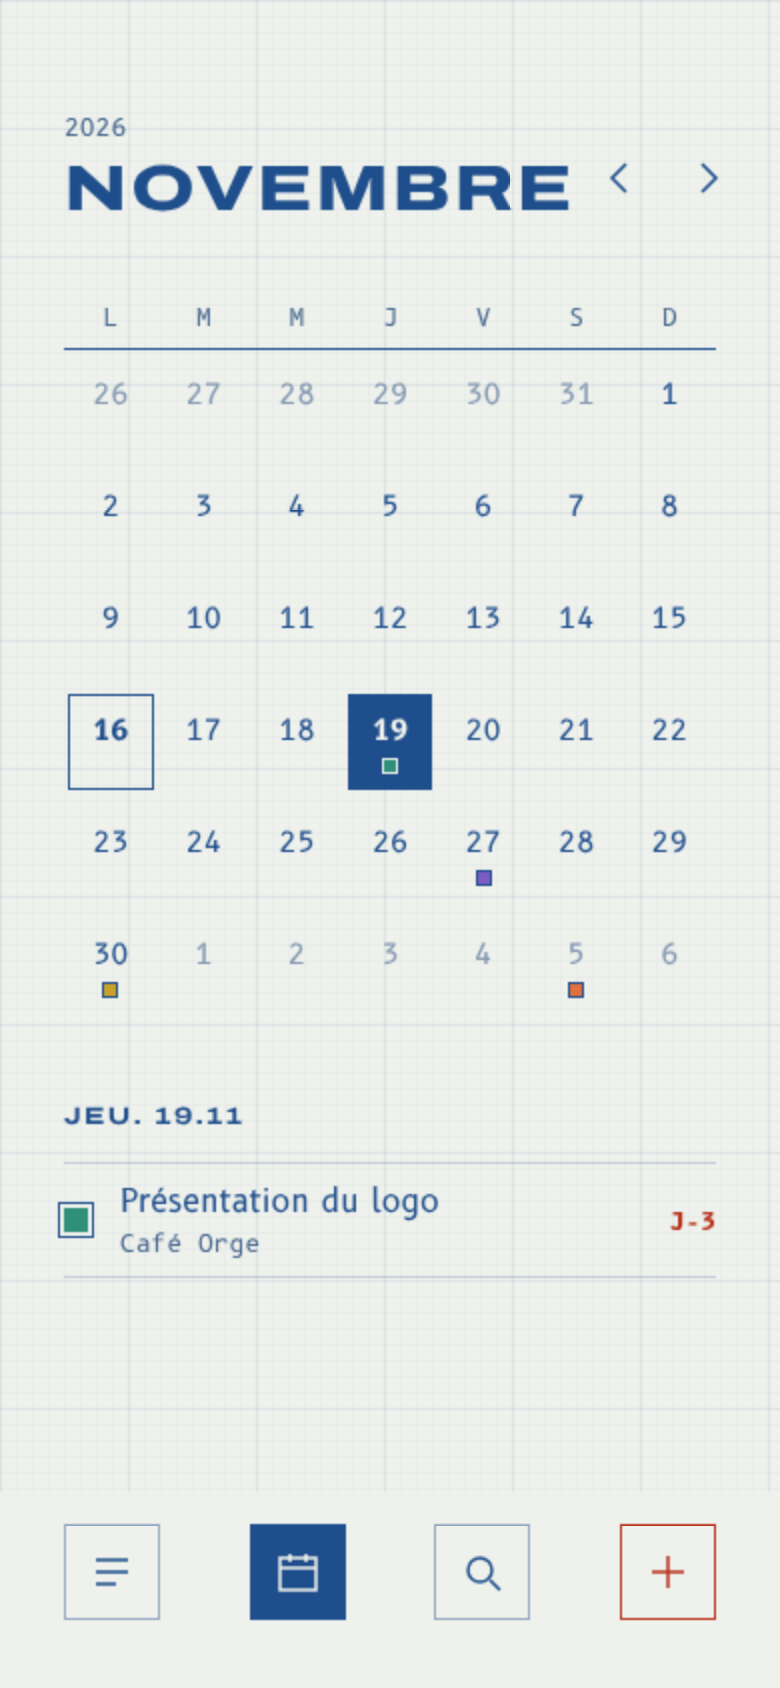 2026
NOVEMBRE
L M M J V S D
26 27 28 29 30 31 1
2 3 4 5 6 7 8
9 10 11 12 13 14 15
16 17 18 19 20 21 22
23 24 25 26 27 28 29
30 1 2 3 4 5 6
JEU. 19.11
Présentation du logo
Café Orge
J-3